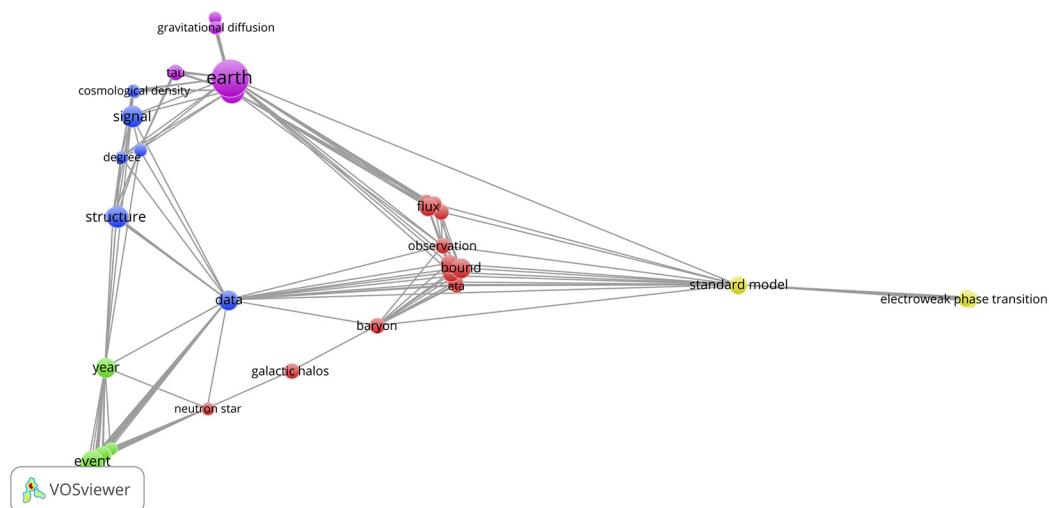 gravitational diffusion
tau
earth
cosmological density
signal
degree
structure
flux
observation
bound
eta
standard model
electroweak phase transition
data
baryon
year
galactic halos
neutron star
event
VOSviewer